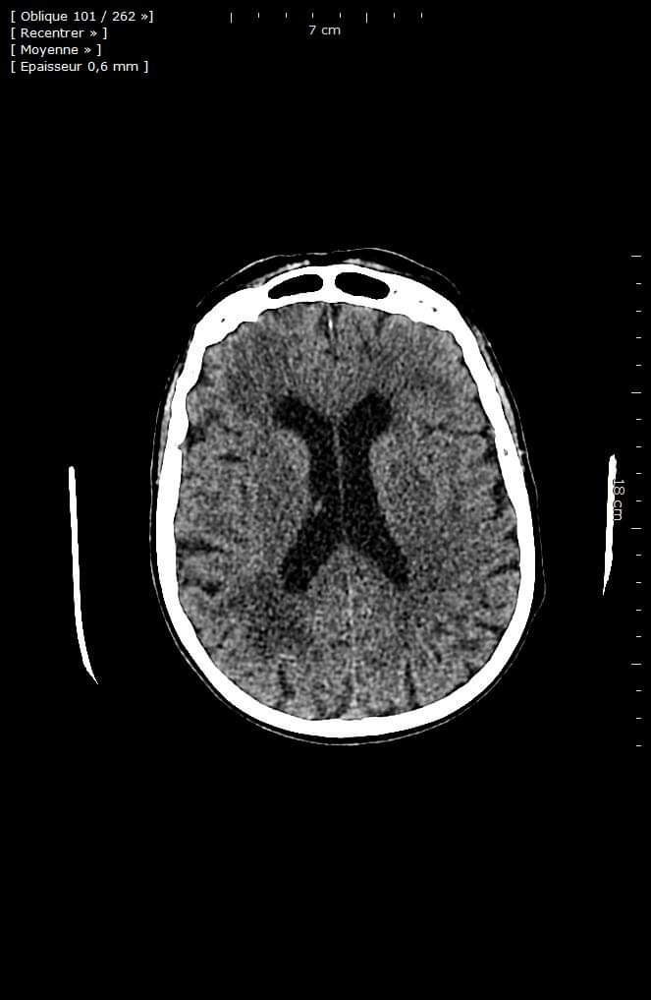 [ Oblique 101 / 262 »]
[ Recentrer » ]
[ Moyenne » ]
[ Epaisseur 0,6 mm ]
7 cm
18 cm